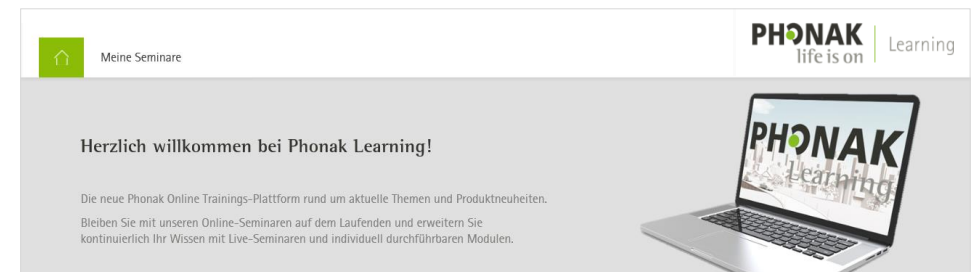 PHONAK
life is on
Learning
Meine Seminare
Herzlich willkommen bei Phonak Learning!
PHONAK
Learning
Die neue Phonak Online Trainings-Plattform rund um aktuelle Themen und Produktneuheiten.
Bleiben Sie mit unseren Online-Seminaren auf dem Laufenden und erweitern Sie
kontinuierlich Ihr Wissen mit Live-Seminaren und individuell durchführbaren Modulen.